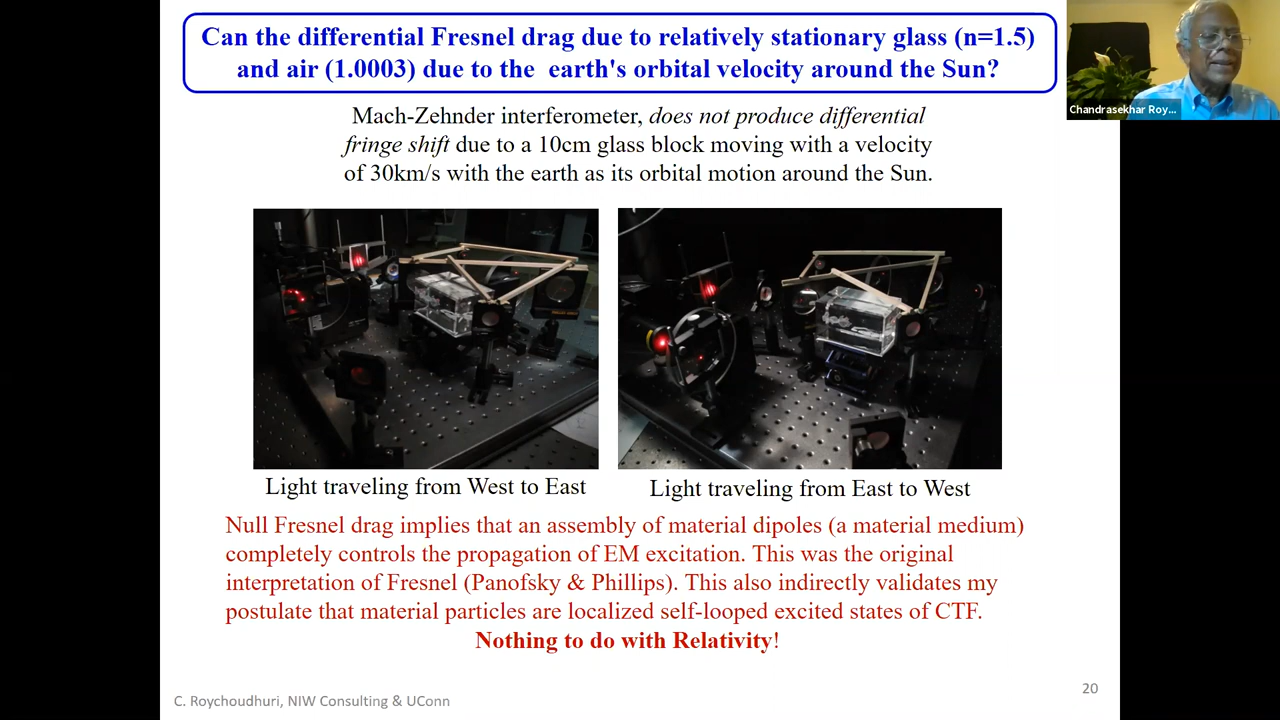 Can the differential Fresnel drag due to relatively stationary glass (n=1.5)
and air (1.0003) due to the earth's orbital velocity around the Sun?
Chandrasekhar Roy...
Mach-Zehnder interferometer, does not produce differential
fringe shift due to a 10cm glass block moving with a velocity
of 30km/s with the earth as its orbital motion around the Sun.
Light traveling from West to East
Light traveling from East to West
Null Fresnel drag implies that an assembly of material dipoles (a material medium)
completely controls the propagation of EM excitation. This was the original
interpretation of Fresnel (Panofsky & Phillips). This also indirectly validates my
postulate that material particles are localized self-looped excited states of CTF.
Nothing to do with Relativity!
C. Roychoudhuri, NIW Consulting & UConn
20